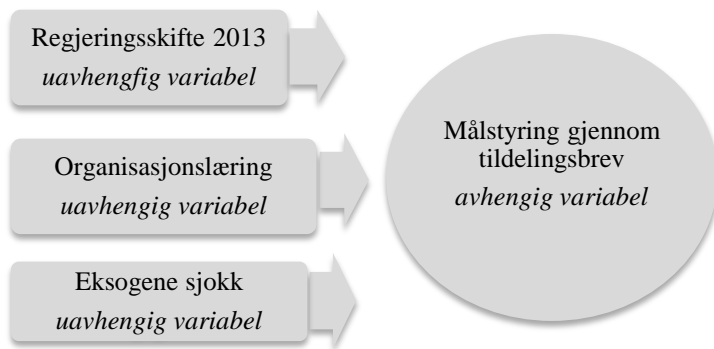 Regjeringsskifte 2013
uavhengfig variabel
Organisasjonslæring
uavhengig variabel
Eksogene sjokk
uavhengig variabel
Målstyring gjennom
tildelingsbrev
avhengig variabel